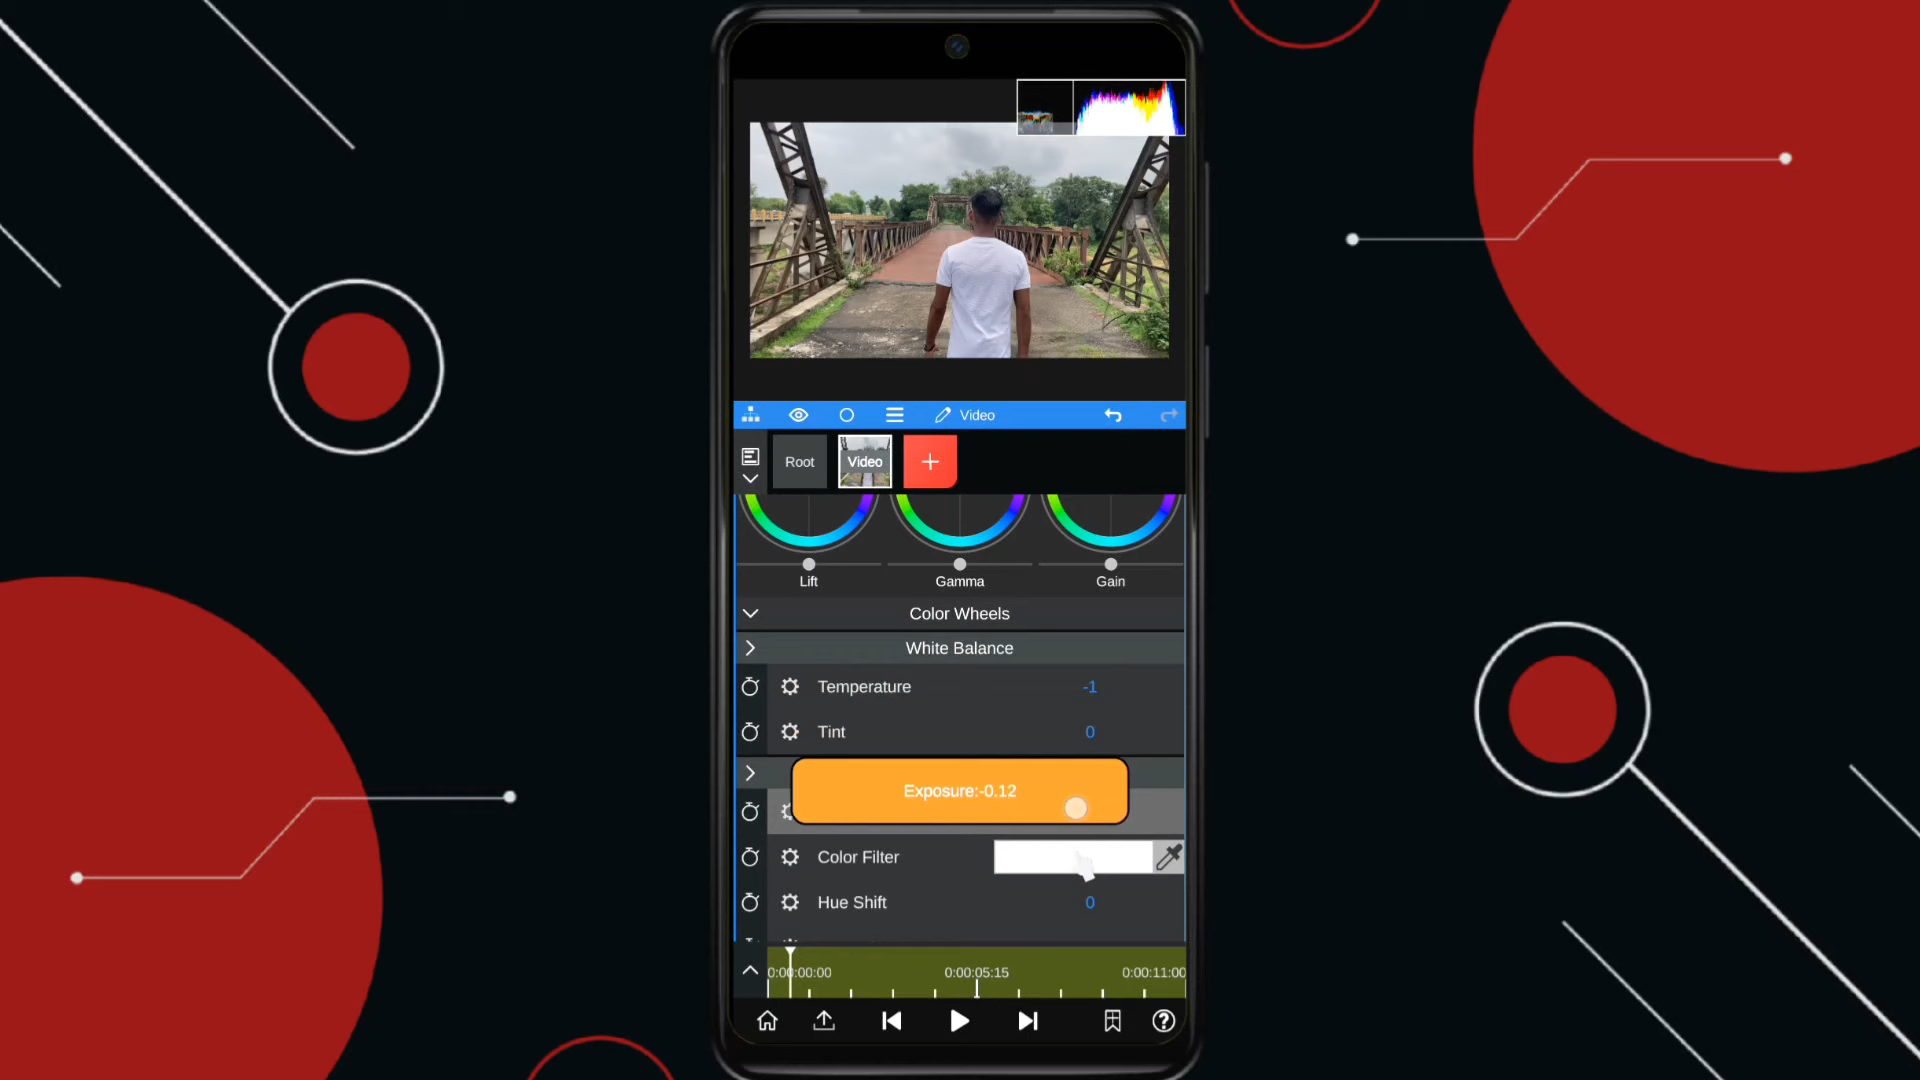 Video
Root
Video
Lift
Gamma
Gain
Color Wheels
White Balance
Temperature
-1
Tint
0
Exposure:-0.12
Color Filter
Hue Shift
0
0:00:00:00
0:00:05:15
0:00:11:00